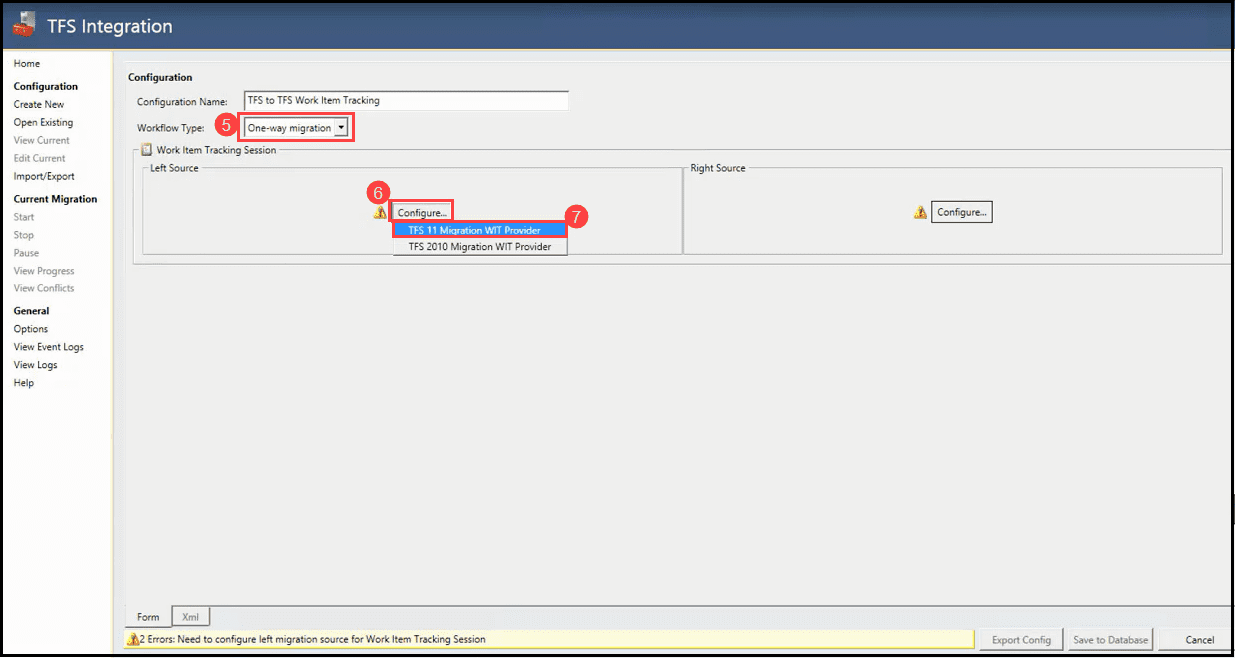 TFS Integration
Home
Configuration
Create New
Open Existing
View Current
Edit Current
Import/Export
Current Migration
Start
Stop
Pause
View Progress
View Conflicts
General
Options
View Event Logs
View Logs
Help
Configuration
Configuration Name: TFS to TFS Work Item Tracking
Workflow Type: 5 One-way migration
Work Item Tracking Session
Left Source
6
Configure...
7
TFS 11 Migration WIT Provider
TFS 2010 Migration WIT Provider
Right Source
Configure...
Form Xml
2 Errors: Need to configure left migration source for Work Item Tracking Session
Export Config Save to Database Cancel